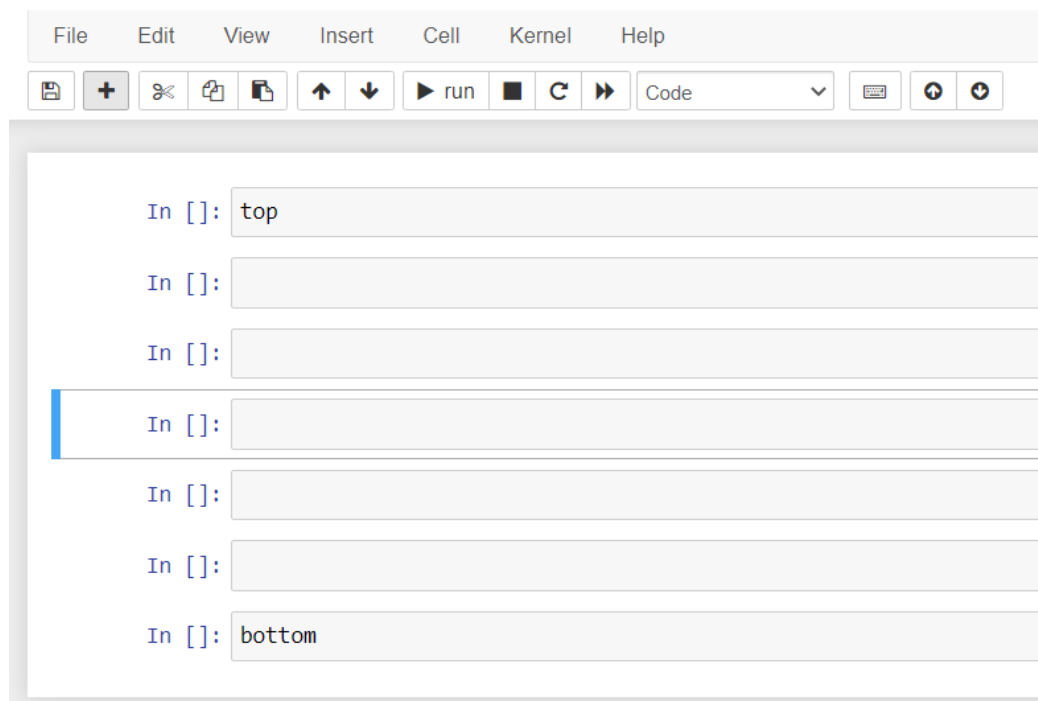 File Edit View Insert Cell Kernel Help
run Code
In []: top
In []:
In []:
In []:
In []:
In []:
In []: bottom